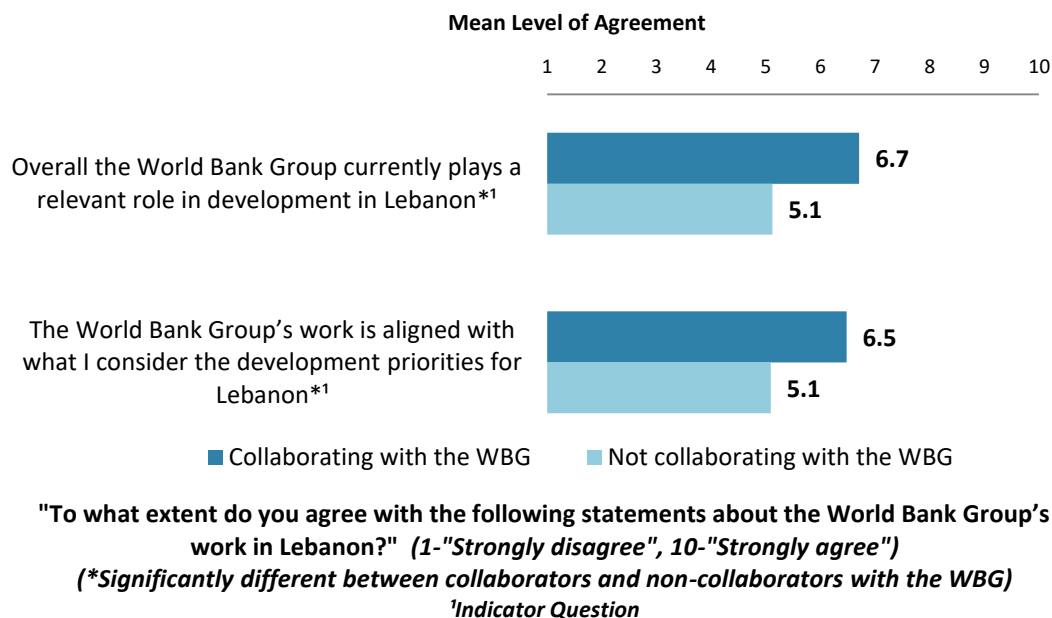 Mean Level of Agreement
1 2 3 4 5 6 7 8 9 10
Overall the World Bank Group currently plays a
relevant role in development in Lebanon*¹
6.7
5.1
The World Bank Group’s work is aligned with
what I consider the development priorities for
Lebanon*¹
6.5
5.1
Collaborating with the WBG Not collaborating with the WBG
"To what extent do you agree with the following statements about the World Bank Group’s
work in Lebanon?" (1-"Strongly disagree", 10-"Strongly agree")
(*Significantly different between collaborators and non-collaborators with the WBG)
¹Indicator Question